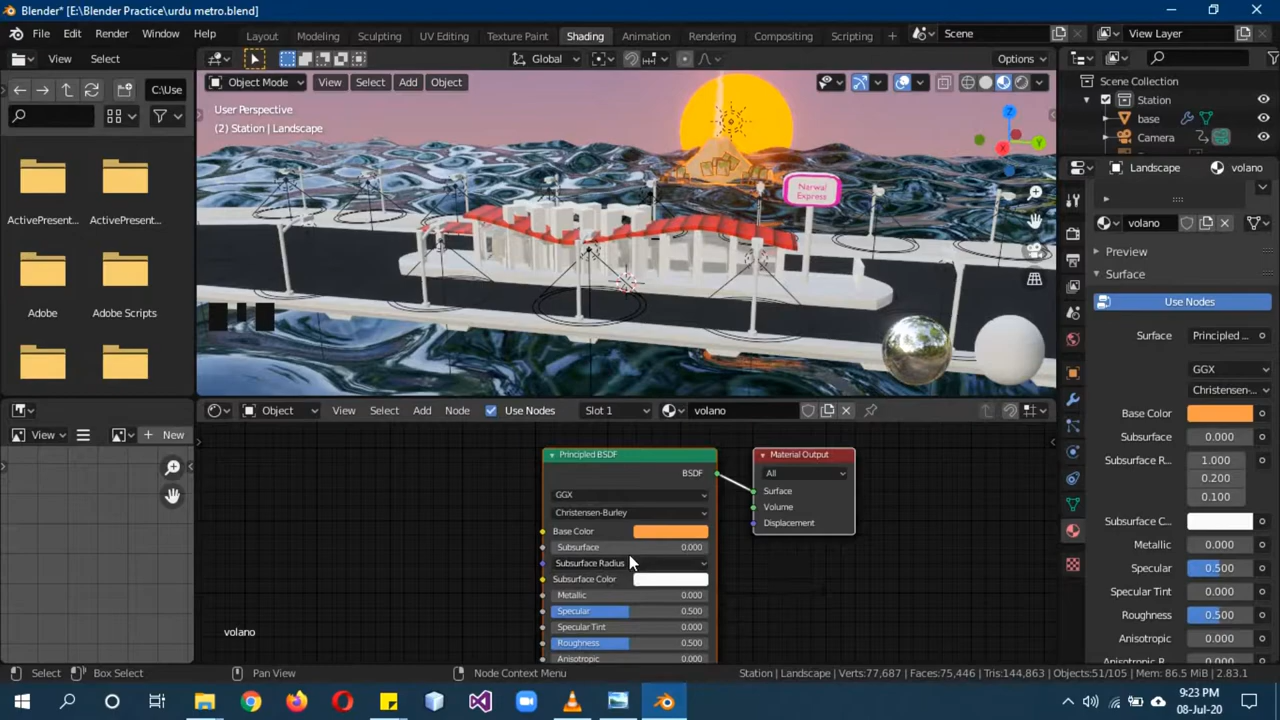 Blender* [E:\Blender Practice\urdu metro.blend]
File Edit Render Window Help Layout Modeling Sculpting UV Editing Texture Paint Shading Animation Rendering Compositing Scripting Scene View Layer
View Select Global Options
Object Mode View Select Add Object
C:\Use
User Perspective
(2) Station | Landscape
Narwal
Express
ActivePresent...
ActivePresent...
Adobe
Adobe Scripts
Scene Collection
Station
base
Camera
Landscape volano
volano
Preview
Surface
Use Nodes
Surface Principled ...
GGX
Christensen-...
Base Color
Subsurface 0.000
Subsurface R... 1.000
0.200
0.100
Subsurface C...
Metallic 0.000
Specular 0.500
Specular Tint 0.000
Roughness 0.500
Anisotropic 0.000
View New
Object View Select Add Node Use Nodes Slot 1 volano
Principled BSDF
BSDF
GGX
Christensen-Burley
Base Color
Subsurface 0.000
Subsurface Radius
Subsurface Color
Metallic 0.000
Specular 0.500
Specular Tint 0.000
Roughness 0.500
Anisotropic 0.000
Material Output
All
Surface
Volume
Displacement
volano
Select Box Select Pan View Node Context Menu Station | Landscape | Verts:77,687 | Faces:75,446 | Tris:144,863 | Objects:51/105 | Mem: 86.5 MiB | 2.83.1
9:23 PM
08-Jul-20